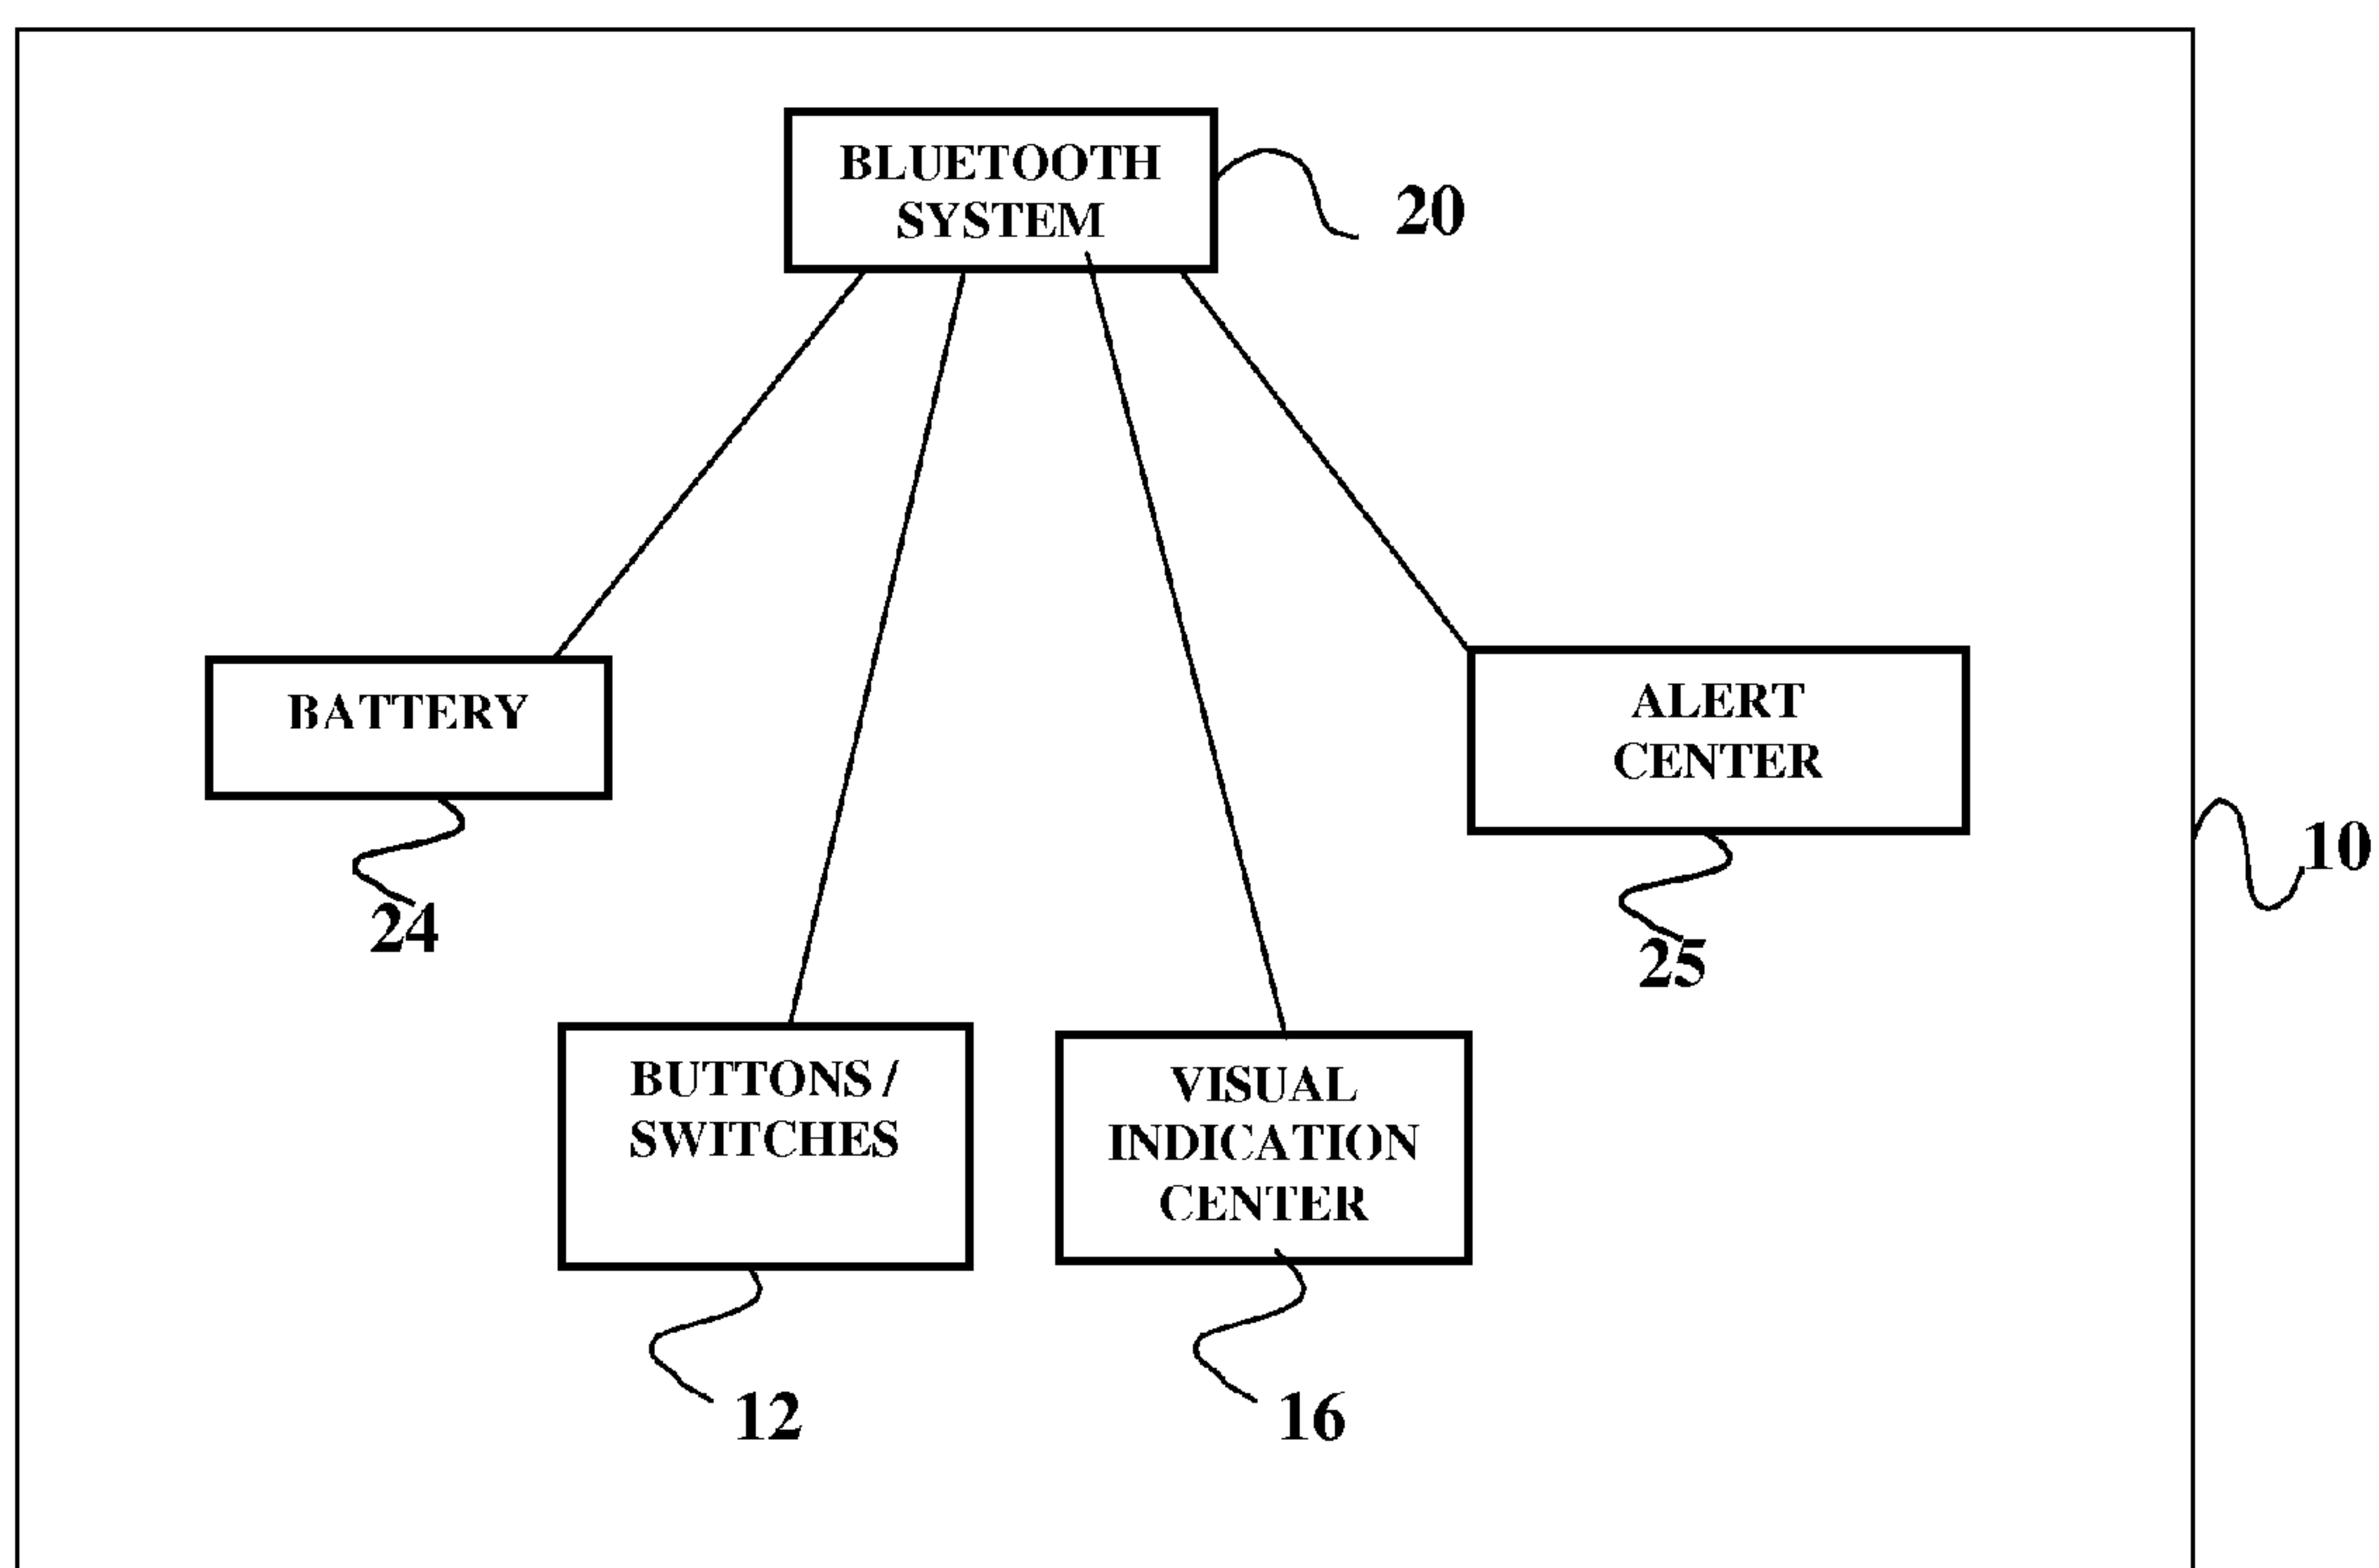 BLUETOOTH
SYSTEM
20
BATTERY
24
ALERT
CENTER
25
10
BUTTONS /
SWITCHES
12
VISUAL
INDICATION
CENTER
16